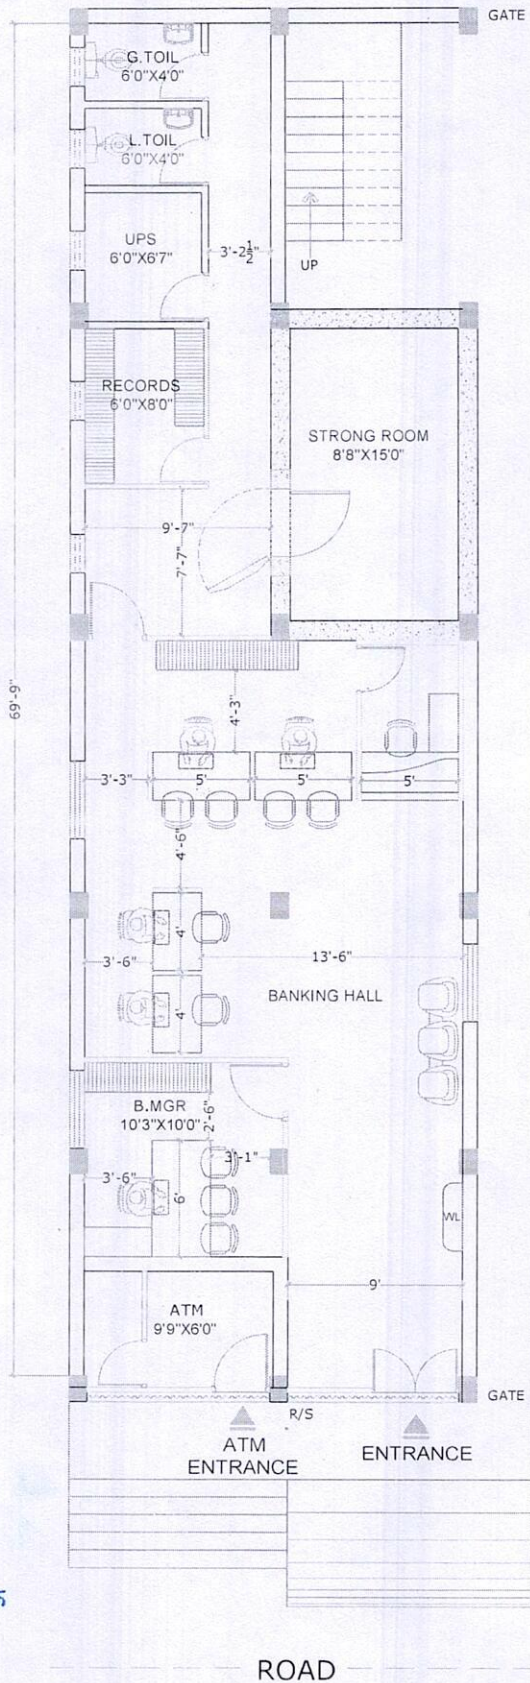 GATE
G.TOIL
6'0"X4'0"
L.TOIL
6'0"X4'0"
UPS
6'0"X6'7"
3'-2½"
UP
RECORDS
6'0"X8'0"
STRONG ROOM
8'8"X15'0"
9'-7"
7'-7"
69'-9"
4'-3"
3'-3"
5'
5'
5'
4'-6"
4'
3'-6"
13'-6"
BANKING HALL
4'
B.MGR
10'3"X10'0"
2'-6"
3'-1"
3'-6"
6'
WL
9'
ATM
9'9"X6'0"
GATE
R/S
ATM
ENTRANCE
ENTRANCE
ROAD